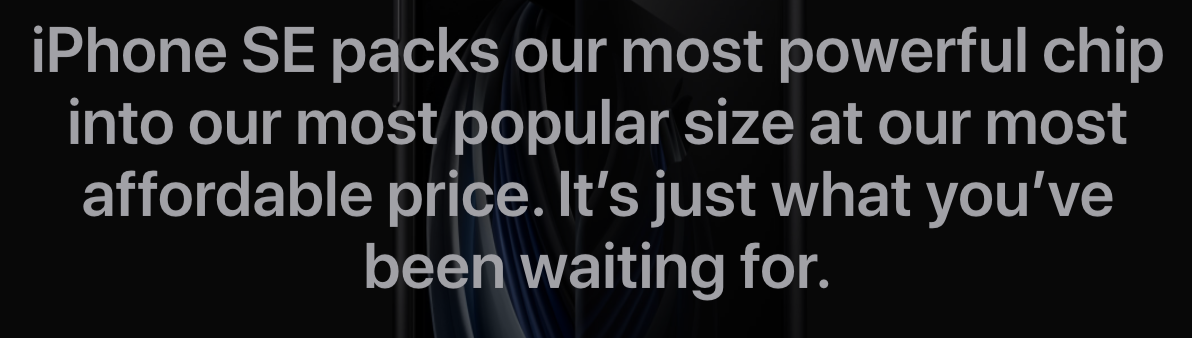 iPhone SE packs our most powerful chip
into our most popular size at our most
affordable price. It’s just what you’ve
been waiting for.